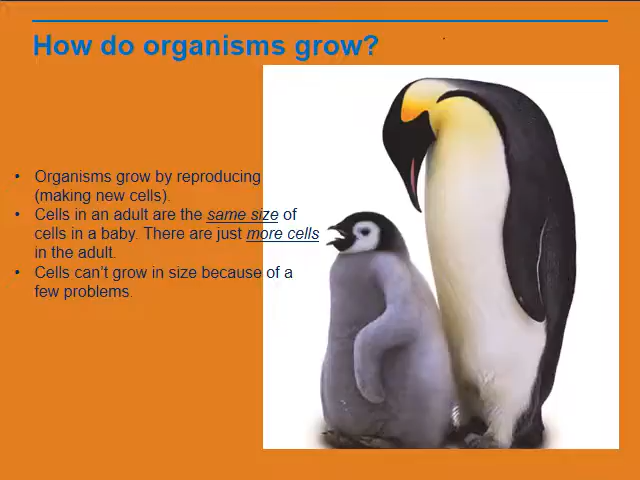 How do organisms grow?
• Organisms grow by reproducing
(making new cells).
• Cells in an adult are the same size of
cells in a baby. There are just more cells
in the adult.
• Cells can't grow in size because of a
few problems.